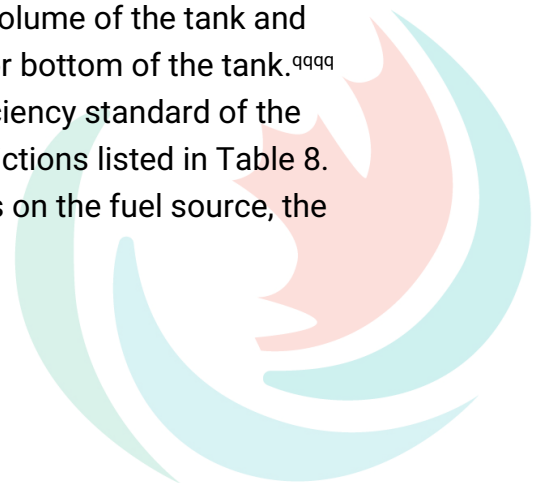 olume of the tank and
r bottom of the tank.qqqq
iency standard of the
ctions listed in Table 8.
s on the fuel source, the